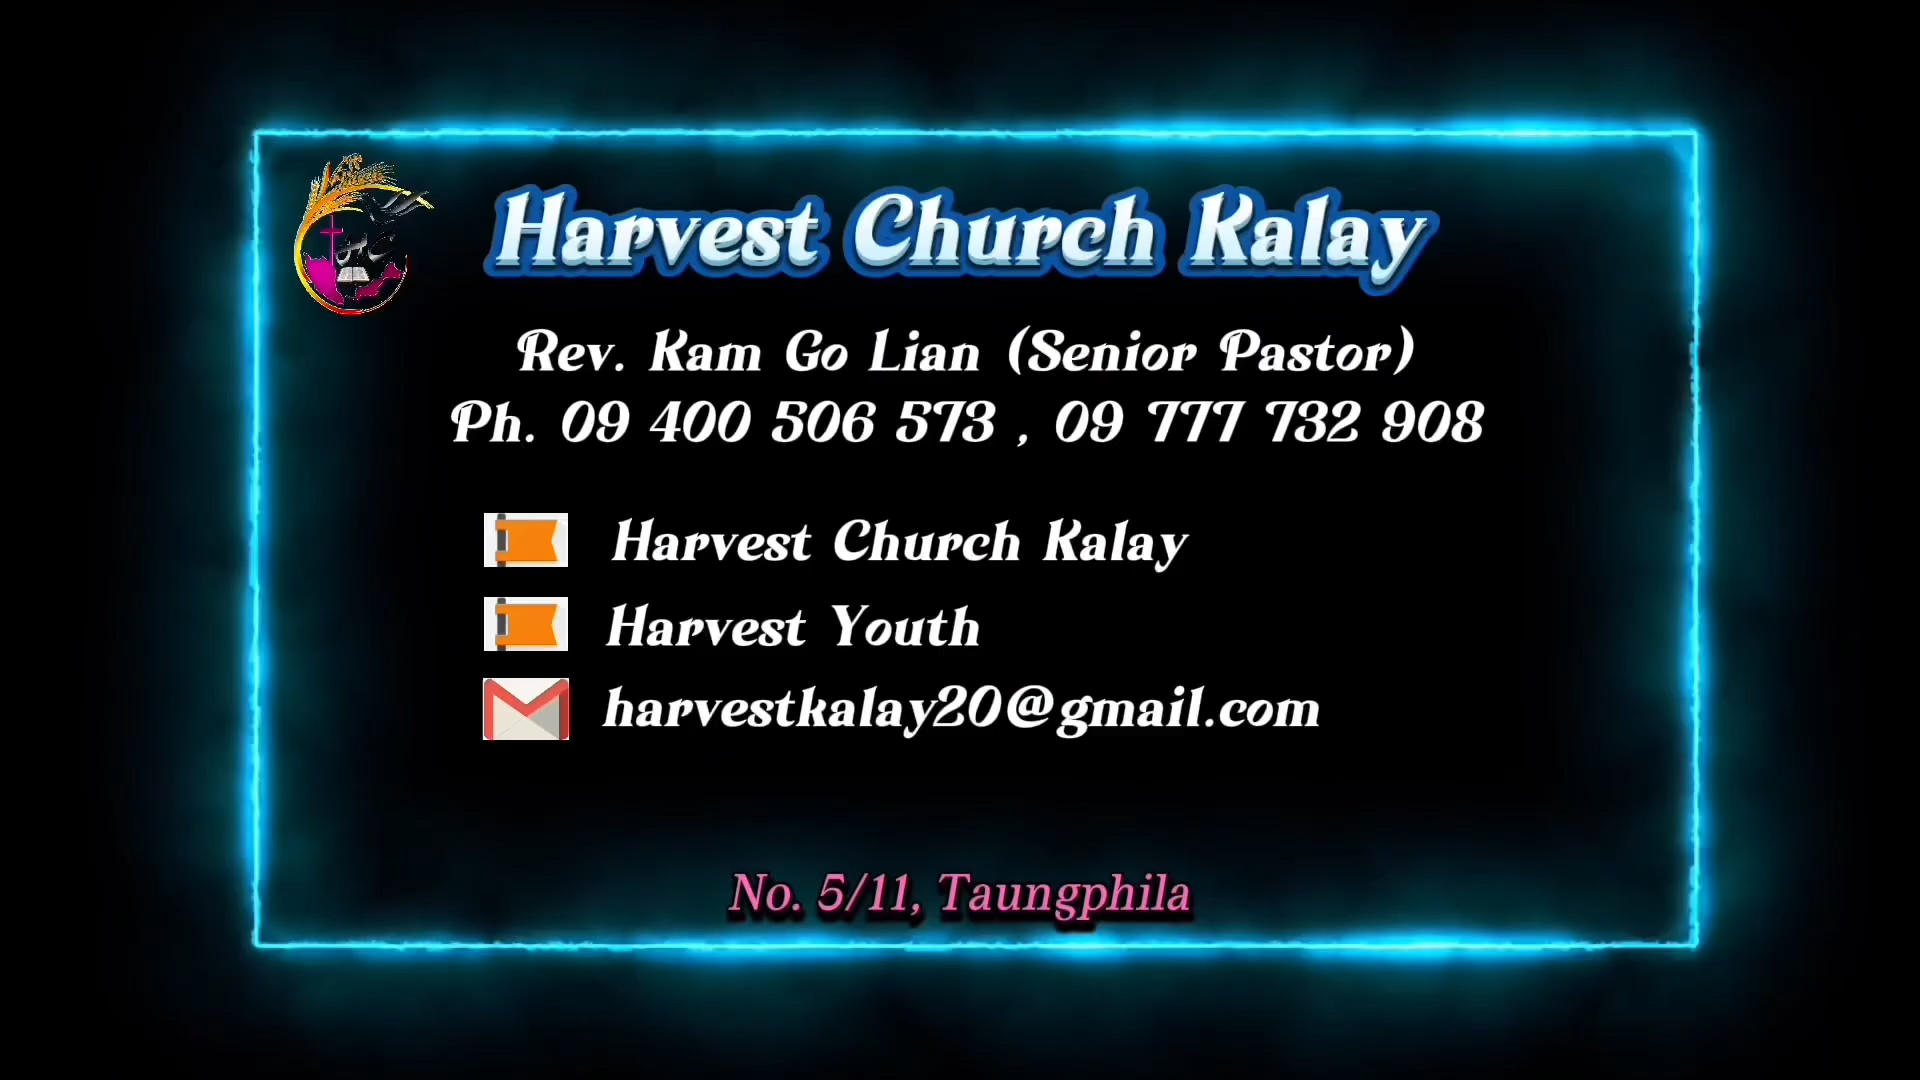 HC
Harvest Church Kalay
Rev. Kam Go Lian (Senior Pastor)
Ph. 09 400 506 573 , 09 777 732 908
Harvest Church Kalay
Harvest Youth
harvestkalay20@gmail.com
No. 5/11, Taungphila